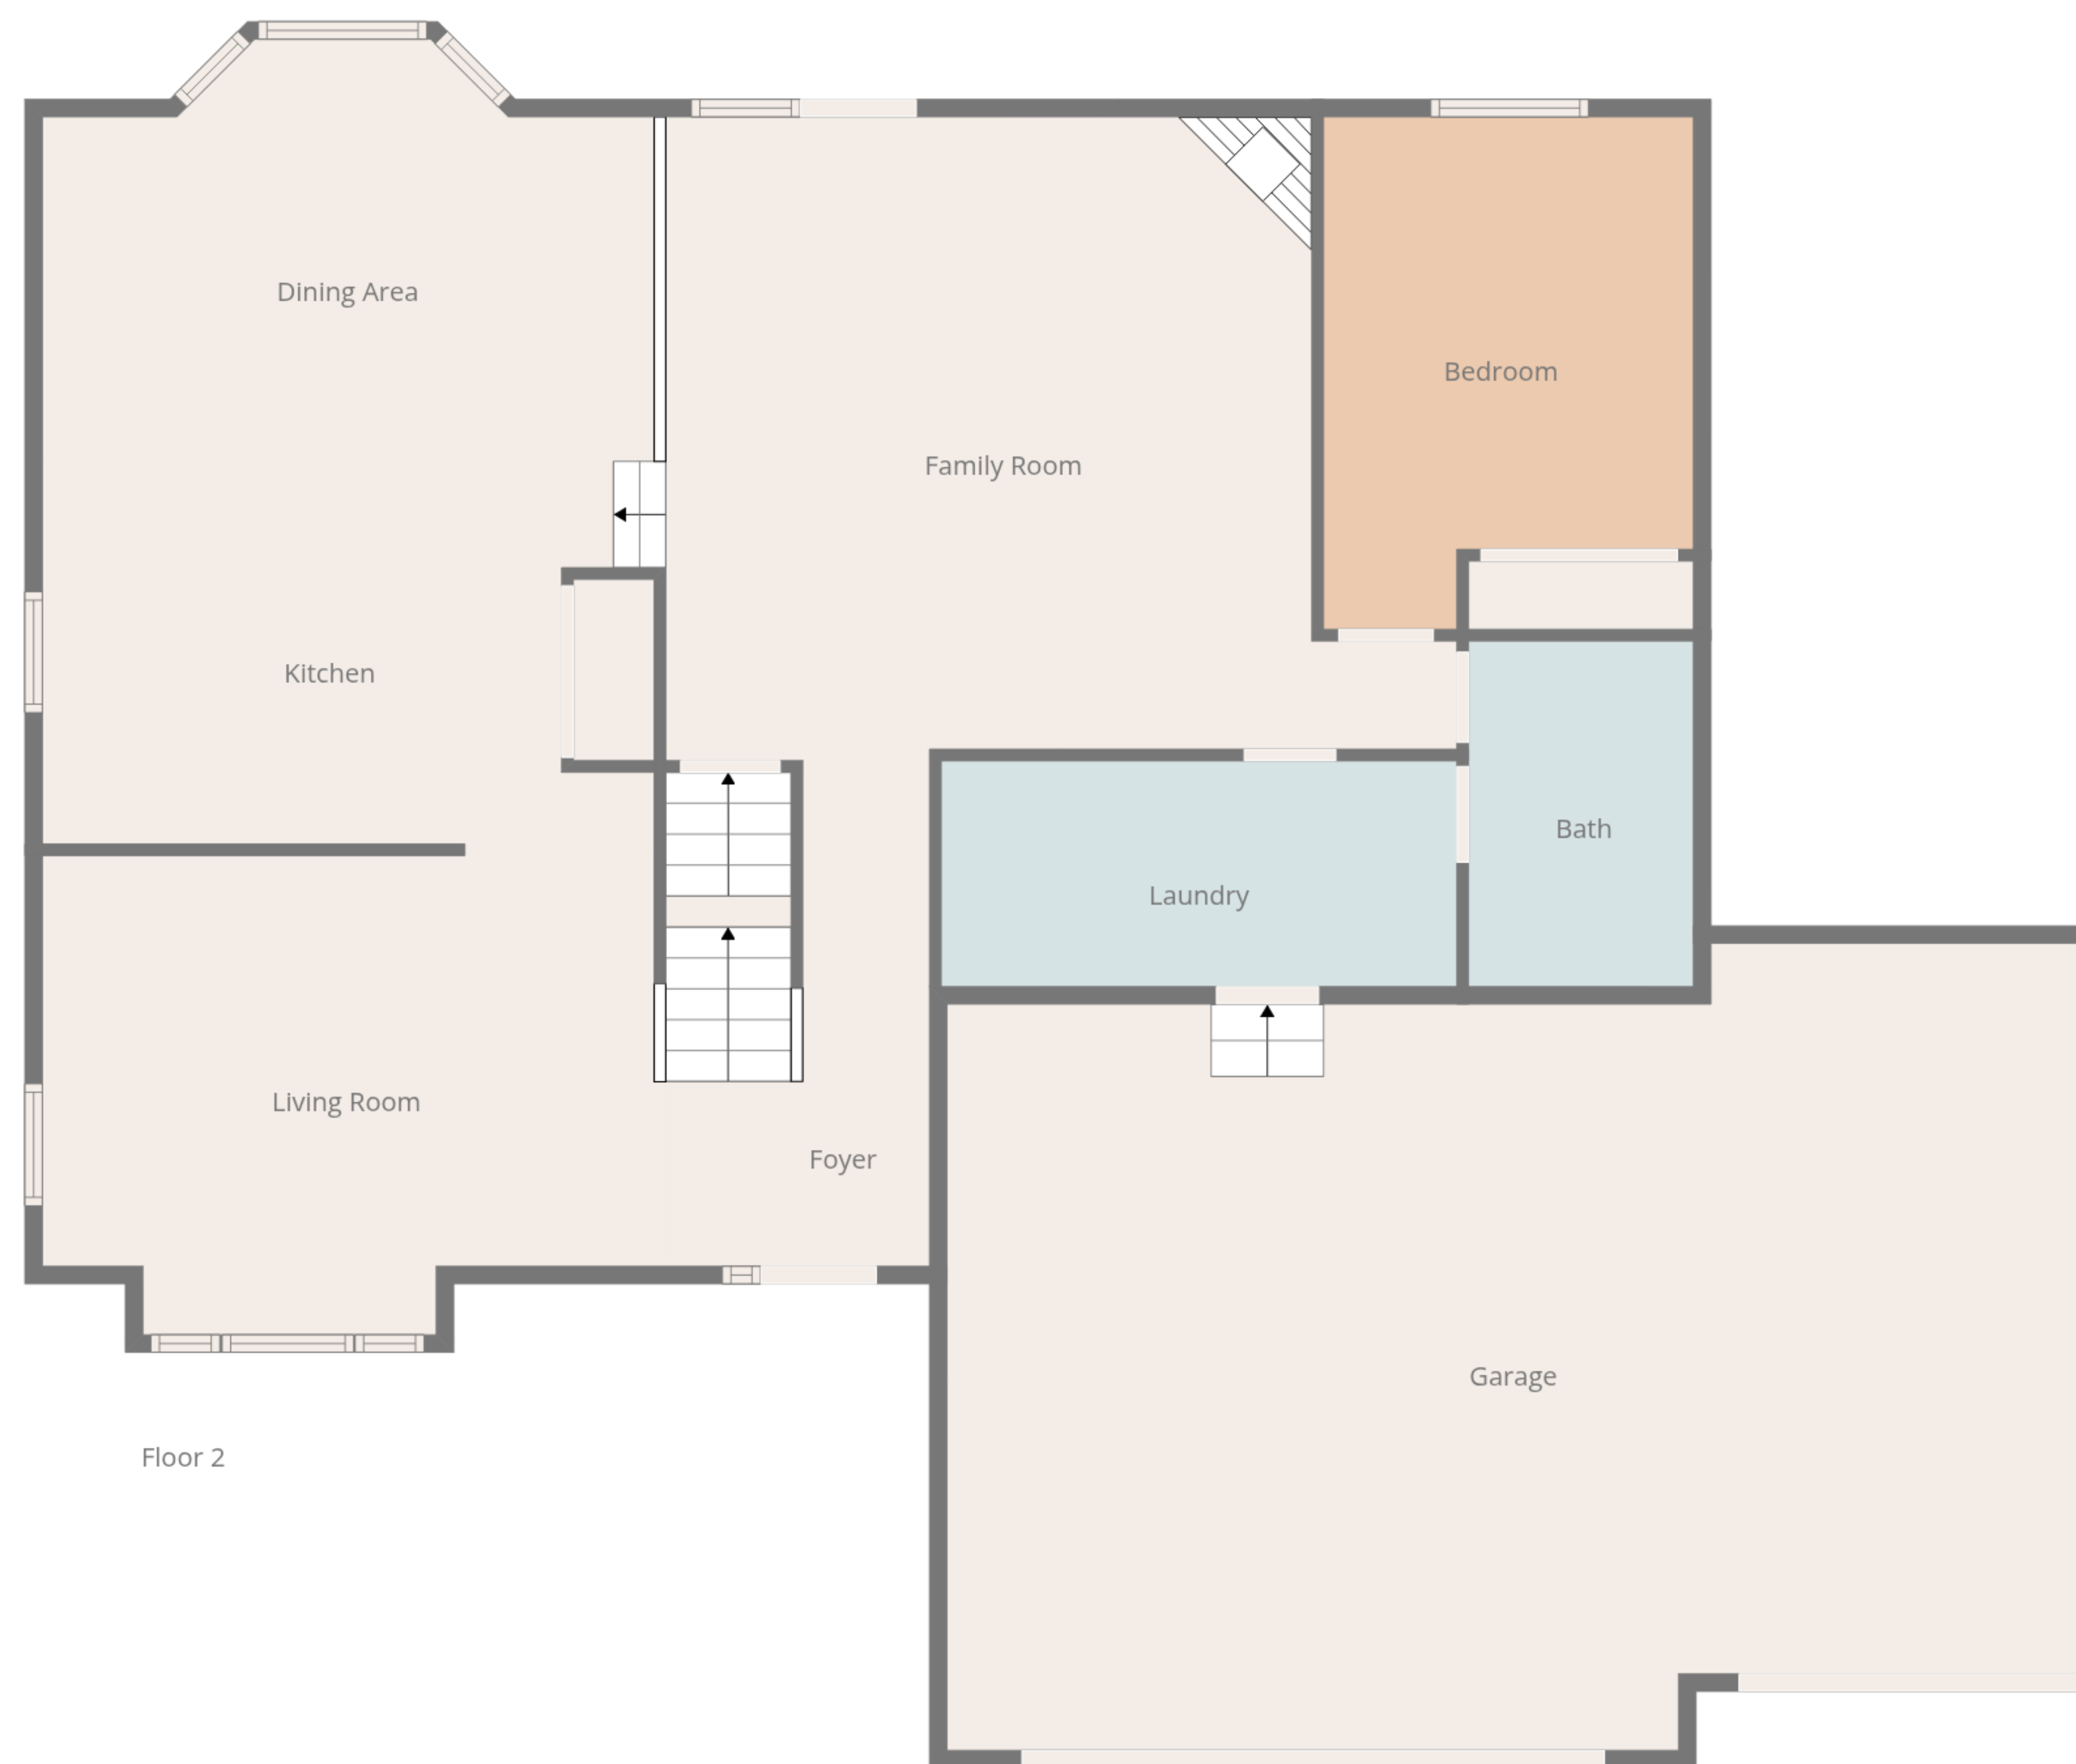 Dining Area
Bedroom
Family Room
Kitchen
Bath
Laundry
Living Room
Foyer
Garage
Floor 2